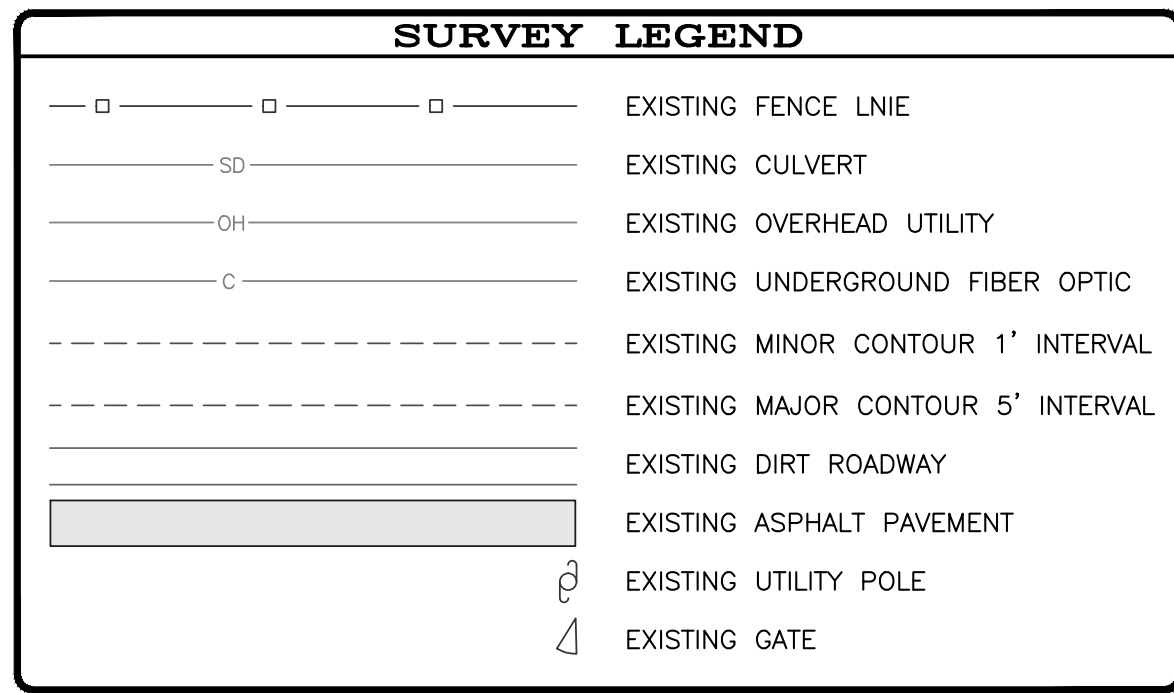 SURVEY LEGEND
EXISTING FENCE LNIE
SD EXISTING CULVERT
OH EXISTING OVERHEAD UTILITY
C EXISTING UNDERGROUND FIBER OPTIC
EXISTING MINOR CONTOUR 1' INTERVAL
EXISTING MAJOR CONTOUR 5' INTERVAL
EXISTING DIRT ROADWAY
EXISTING ASPHALT PAVEMENT
EXISTING UTILITY POLE
EXISTING GATE